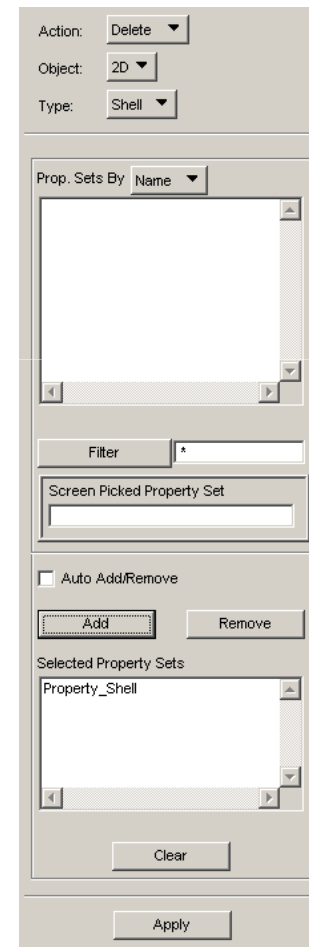 Action: Delete
Object: 2D
Type: Shell
Prop. Sets By Name
Filter *
Screen Picked Property Set
Auto Add/Remove
Add Remove
Selected Property Sets
Property_Shell
Clear
Apply